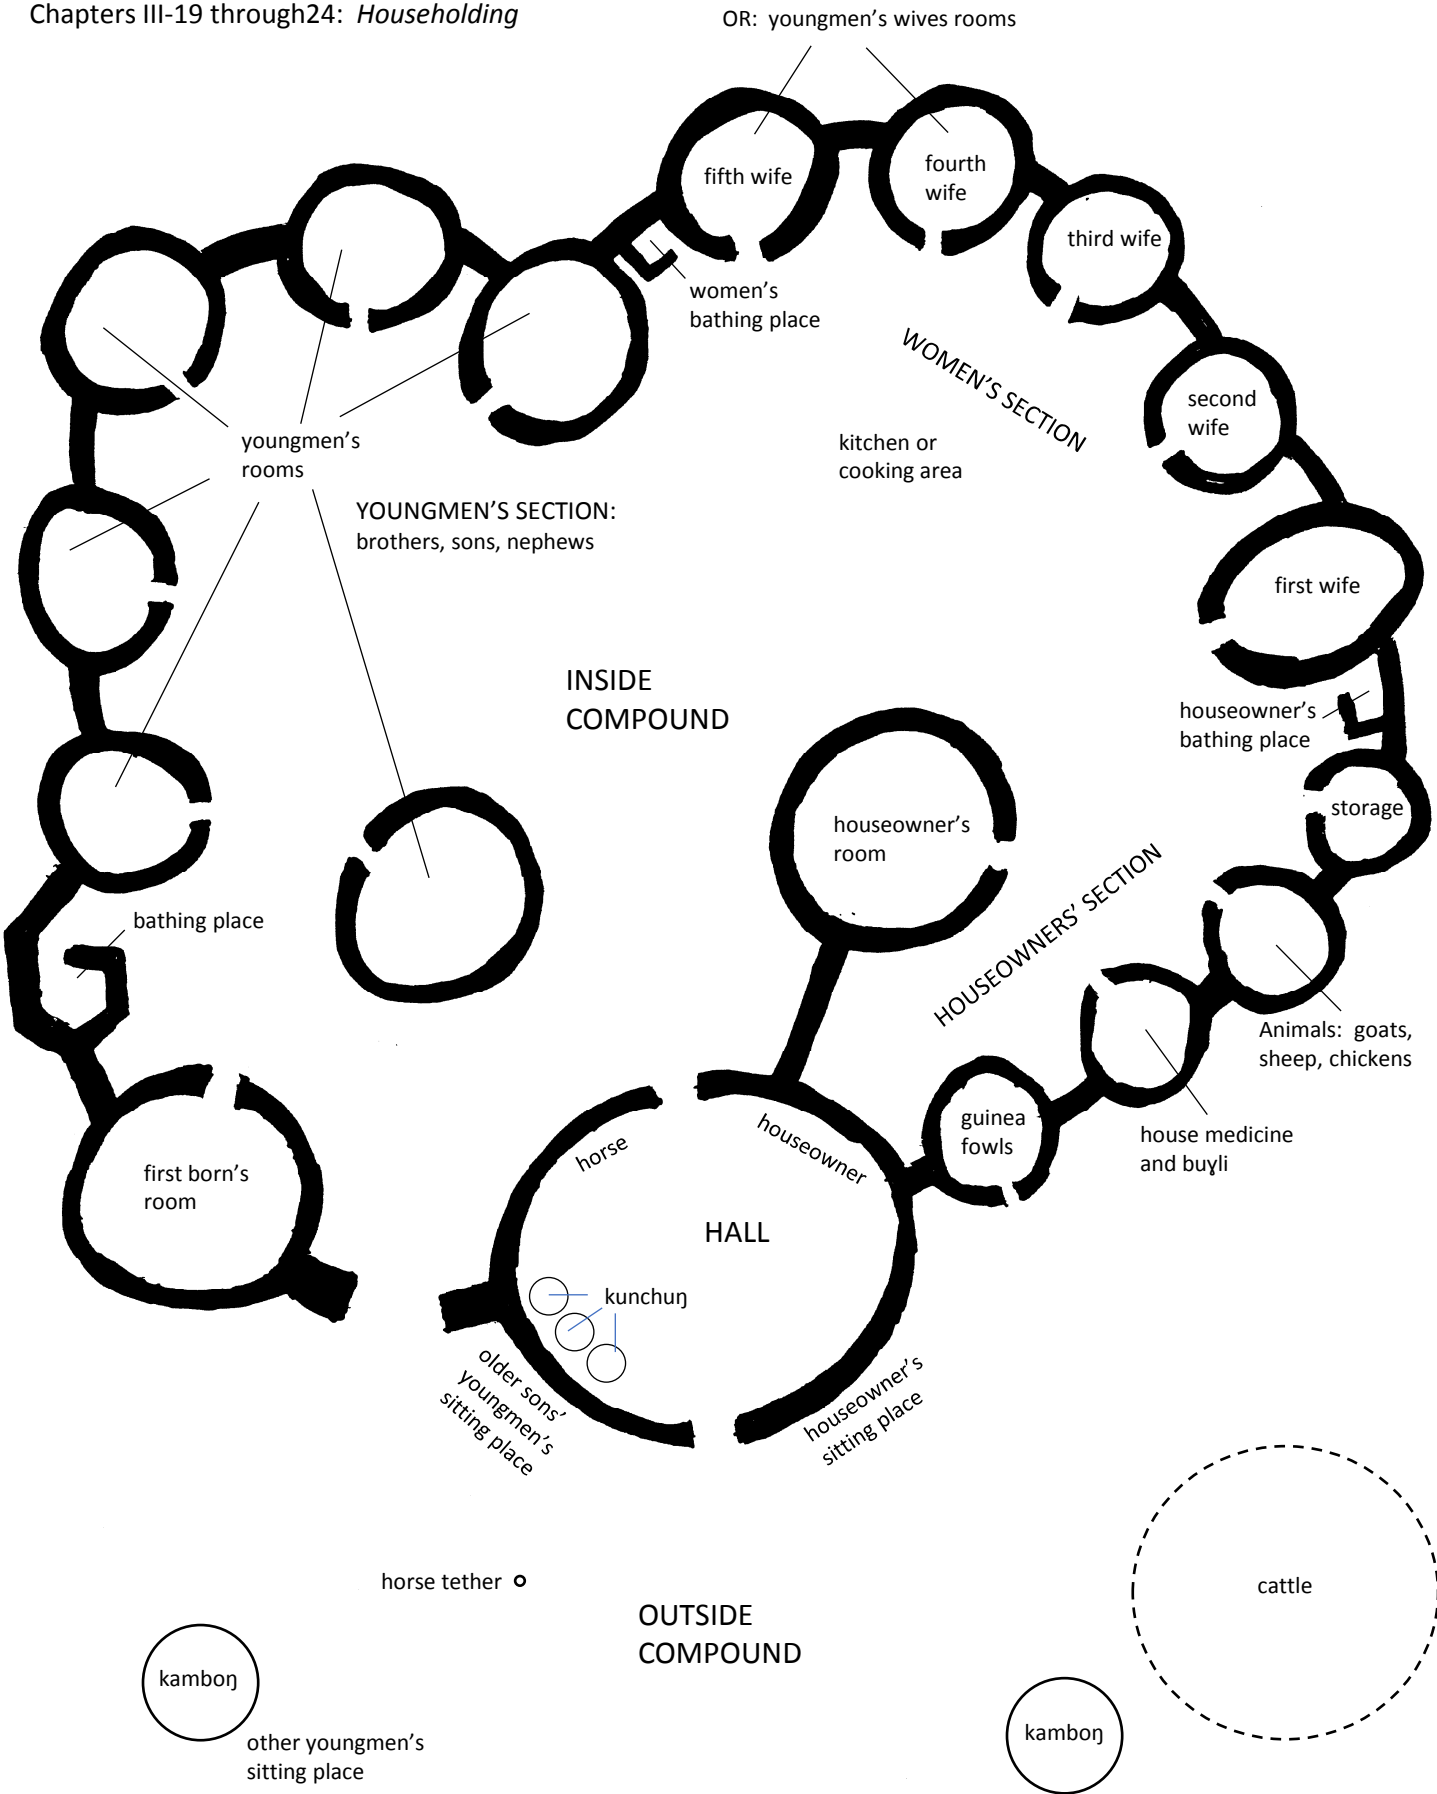 Chapters III-19 through24:  Householding
OR:  youngmen's wives rooms
fifth wife
fourth
wife
third wife
women's
bathing place
WOMEN'S SECTION
second
wife
kitchen or
cooking area
youngmen's
rooms
YOUNGMEN'S SECTION:
brothers, sons, nephews
first wife
INSIDE
COMPOUND
houseowner's
bathing place
storage
houseowner's
room
HOUSEOWNERS' SECTION
bathing place
Animals:  goats,
sheep, chickens
guinea
fowls
house medicine
and buɣli
houseowner
horse
first born's
room
HALL
kunchuŋ
older sons'
youngmen's
sitting place
houseowner's
sitting place
horse tether
cattle
OUTSIDE
COMPOUND
kamboŋ
other youngmen's
sitting place
kamboŋ